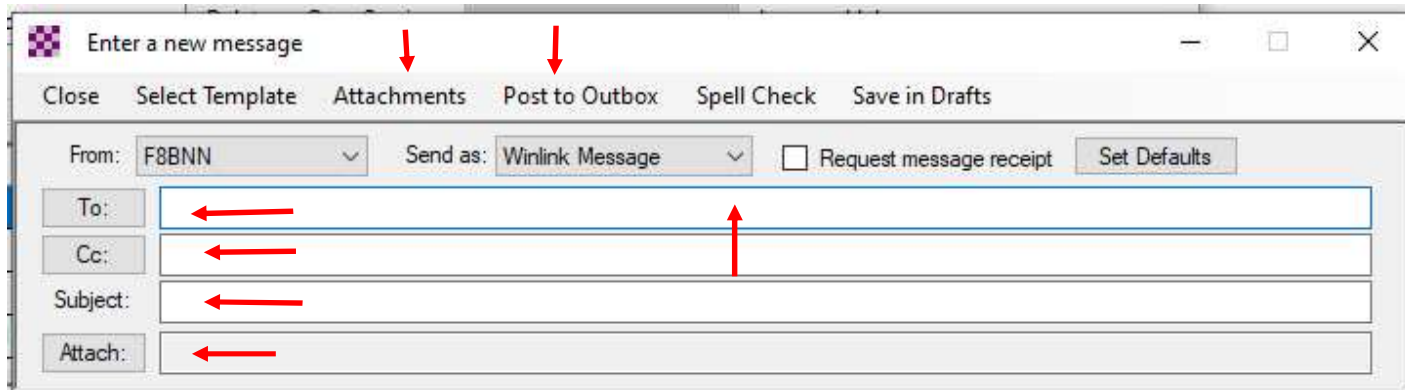 Enter a new message
Close Select Template Attachments Post to Outbox Spell Check Save in Drafts
From: F8BNN Send as: Winlink Message Request message receipt Set Defaults
To:
Cc:
Subject:
Attach: